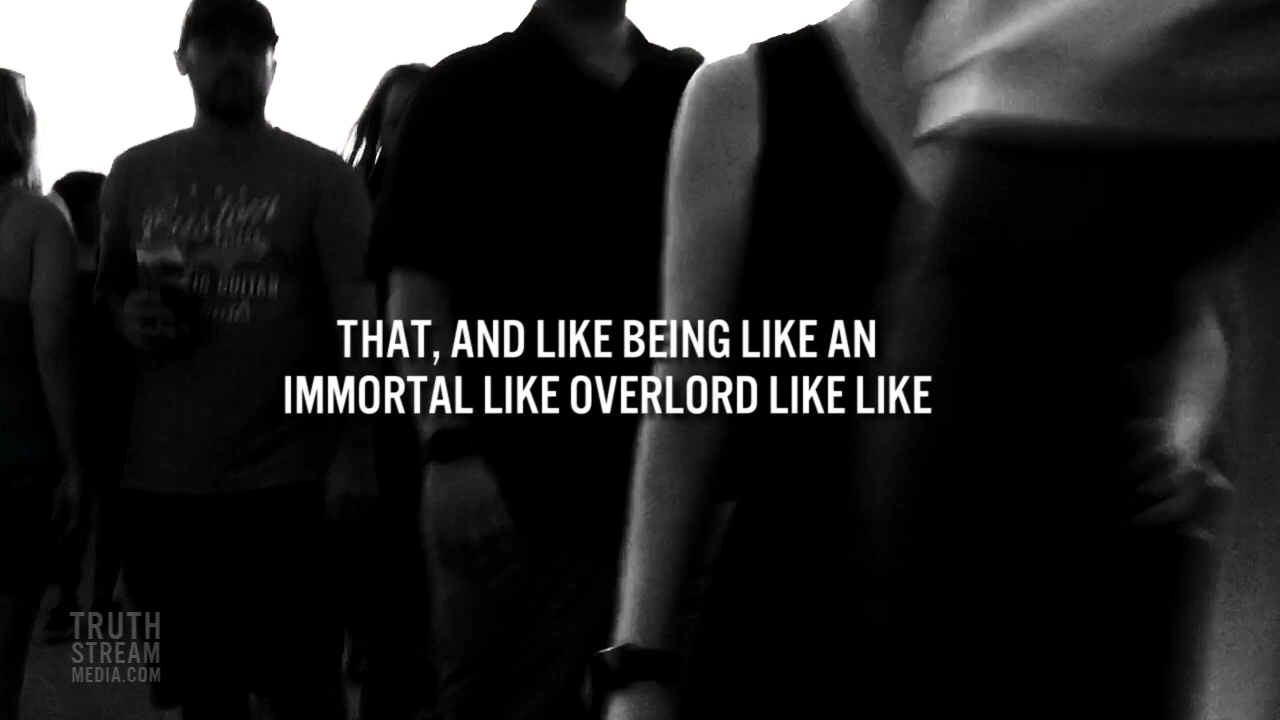 THAT, AND LIKE BEING LIKE AN
IMMORTAL LIKE OVERLORD LIKE LIKE
TRUTH
STREAM
MEDIA.COM